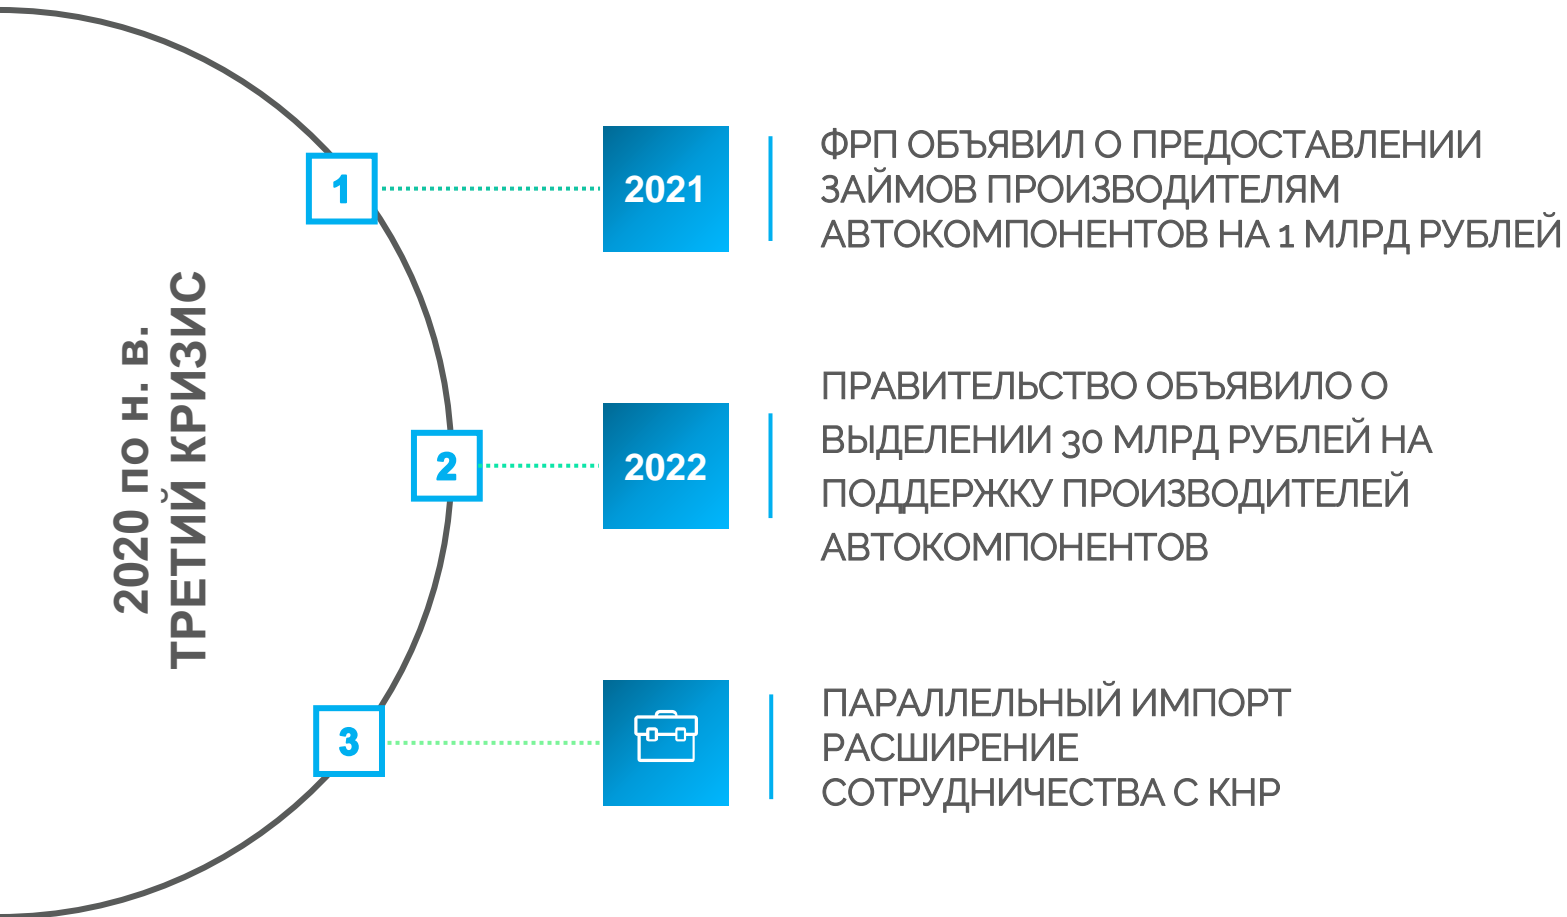 2020 по н. в.
ТРЕТИЙ КРИЗИС
1
2021
ФРП ОБЪЯВИЛ О ПРЕДОСТАВЛЕНИИ
ЗАЙМОВ ПРОИЗВОДИТЕЛЯМ
АВТОКОМПОНЕНТОВ НА 1 МЛРД РУБЛЕЙ
2
2022
ПРАВИТЕЛЬСТВО ОБЪЯВИЛО О
ВЫДЕЛЕНИИ 30 МЛРД РУБЛЕЙ НА
ПОДДЕРЖКУ ПРОИЗВОДИТЕЛЕЙ
АВТОКОМПОНЕНТОВ
3
ПАРАЛЛЕЛЬНЫЙ ИМПОРТ
РАСШИРЕНИЕ
СОТРУДНИЧЕСТВА С КНР